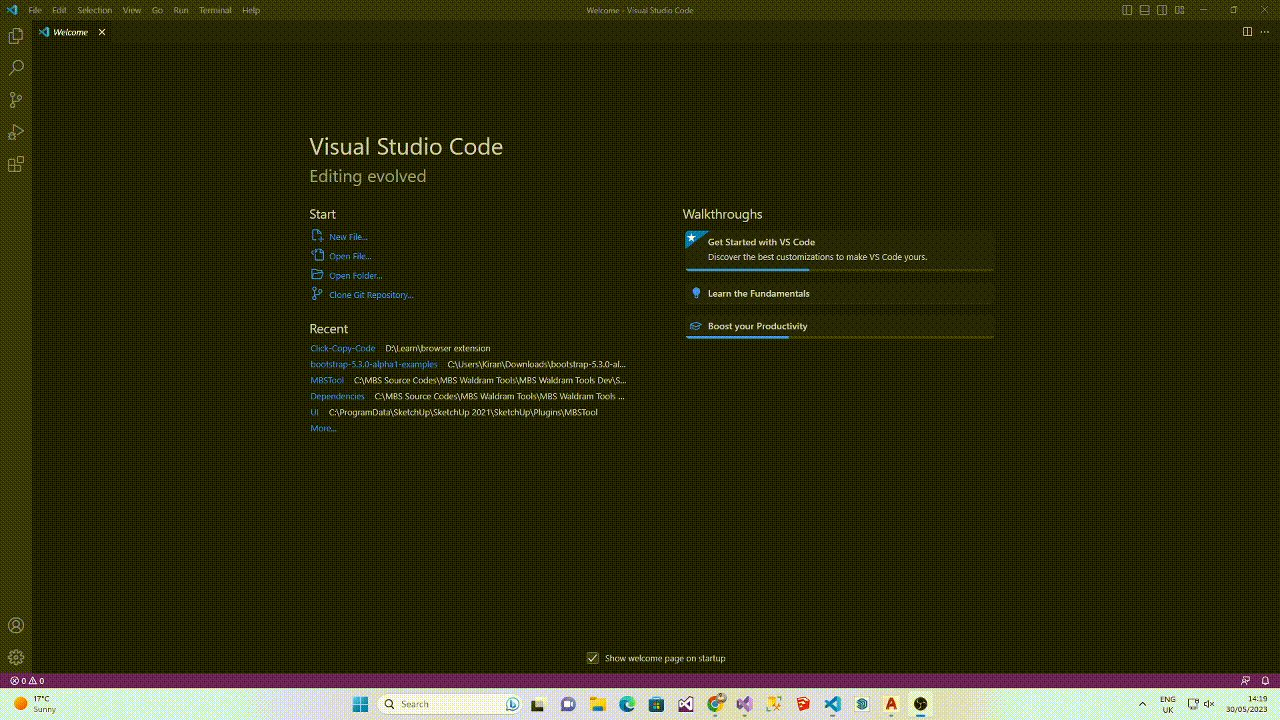 File Edit Selection View Go Run Terminal Help
Welcome - Visual Studio Code
Welcome
Visual Studio Code
Editing evolved
Start
New File...
Open File...
Open Folder...
Clone Git Repository...
Recent
Click-Copy-Code D:\Learn\browser extension
bootstrap-5.3.0-alpha1-examples C:\Users\Kiran\Downloads\bootstrap-5.3.0-al...
MBSTool C:\MBS Source Codes\MBS Waldram Tools\MBS Waldram Tools Dev\S...
Dependencies C:\MBS Source Codes\MBS Waldram Tools\MBS Waldram Tools ...
UI C:\ProgramData\SketchUp\SketchUp 2021\SketchUp\Plugins\MBSTool
More...
Walkthroughs
Get Started with VS Code
Discover the best customizations to make VS Code yours.
Learn the Fundamentals
Boost your Productivity
Show welcome page on startup
0 0
17°C
Sunny
Search
ENG
UK
14:19
30/05/2023